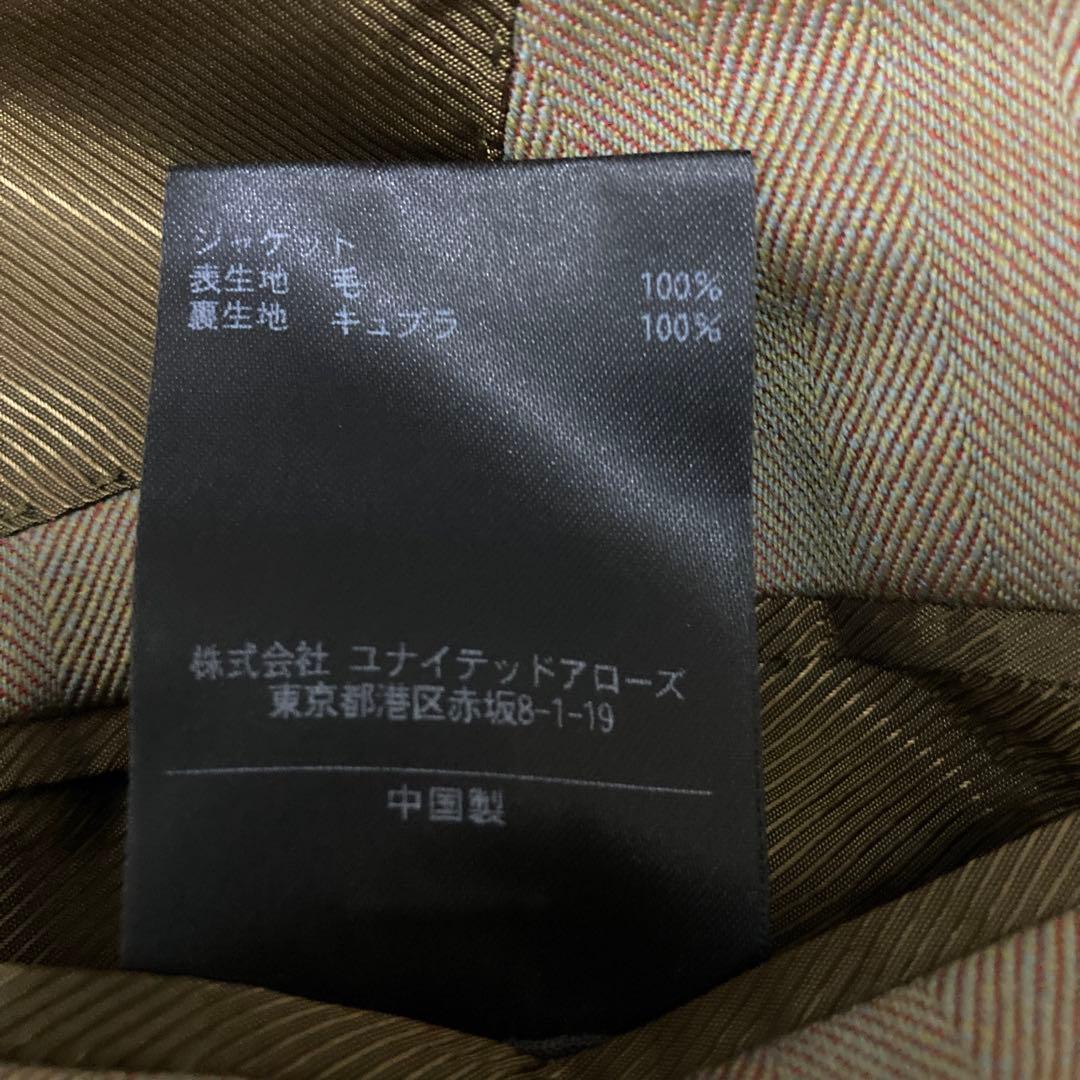 ジャケット
表生地 毛 100%
裏生地 キュプラ 100%
株式会社 ユナイテッドアローズ
東京都港区赤坂8-1-19
中国製